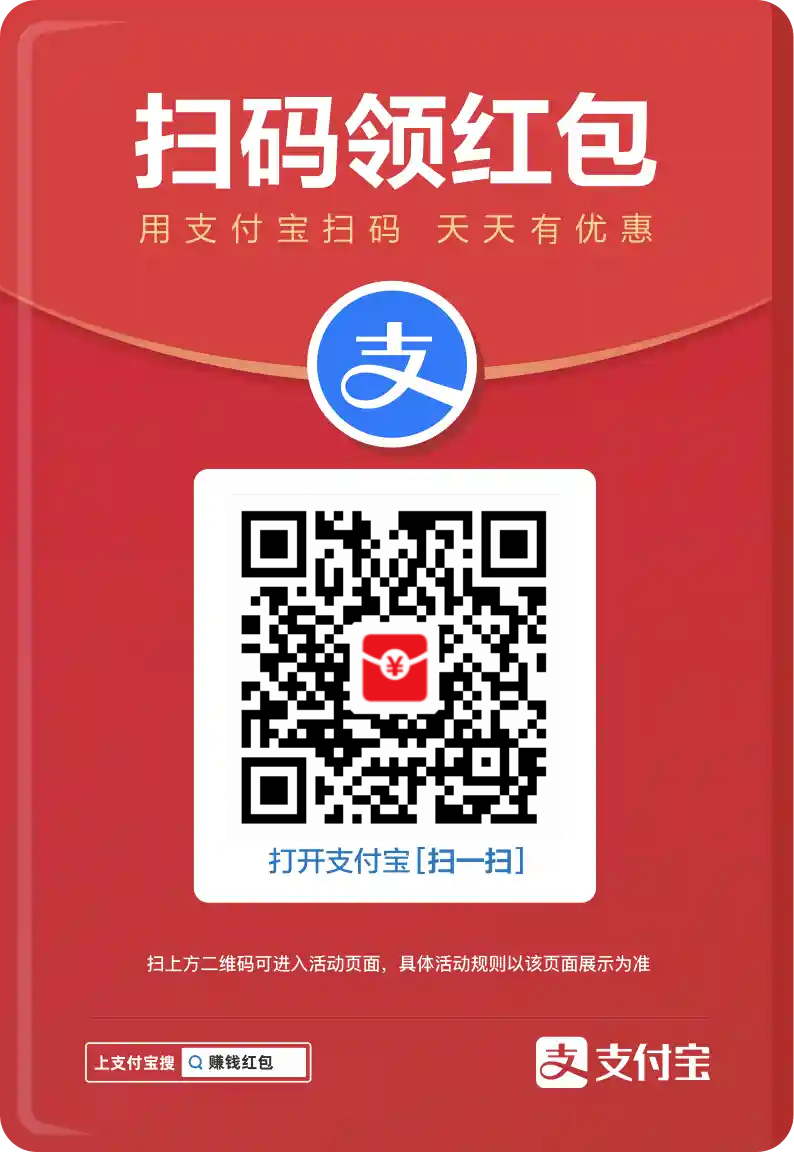 扫码领红包
用支付宝扫码 天天有优惠
支
¥
打开支付宝[扫一扫]
扫上方二维码可进入活动页面，具体活动规则以该页面展示为准
上支付宝搜 赚钱红包
支 支付宝